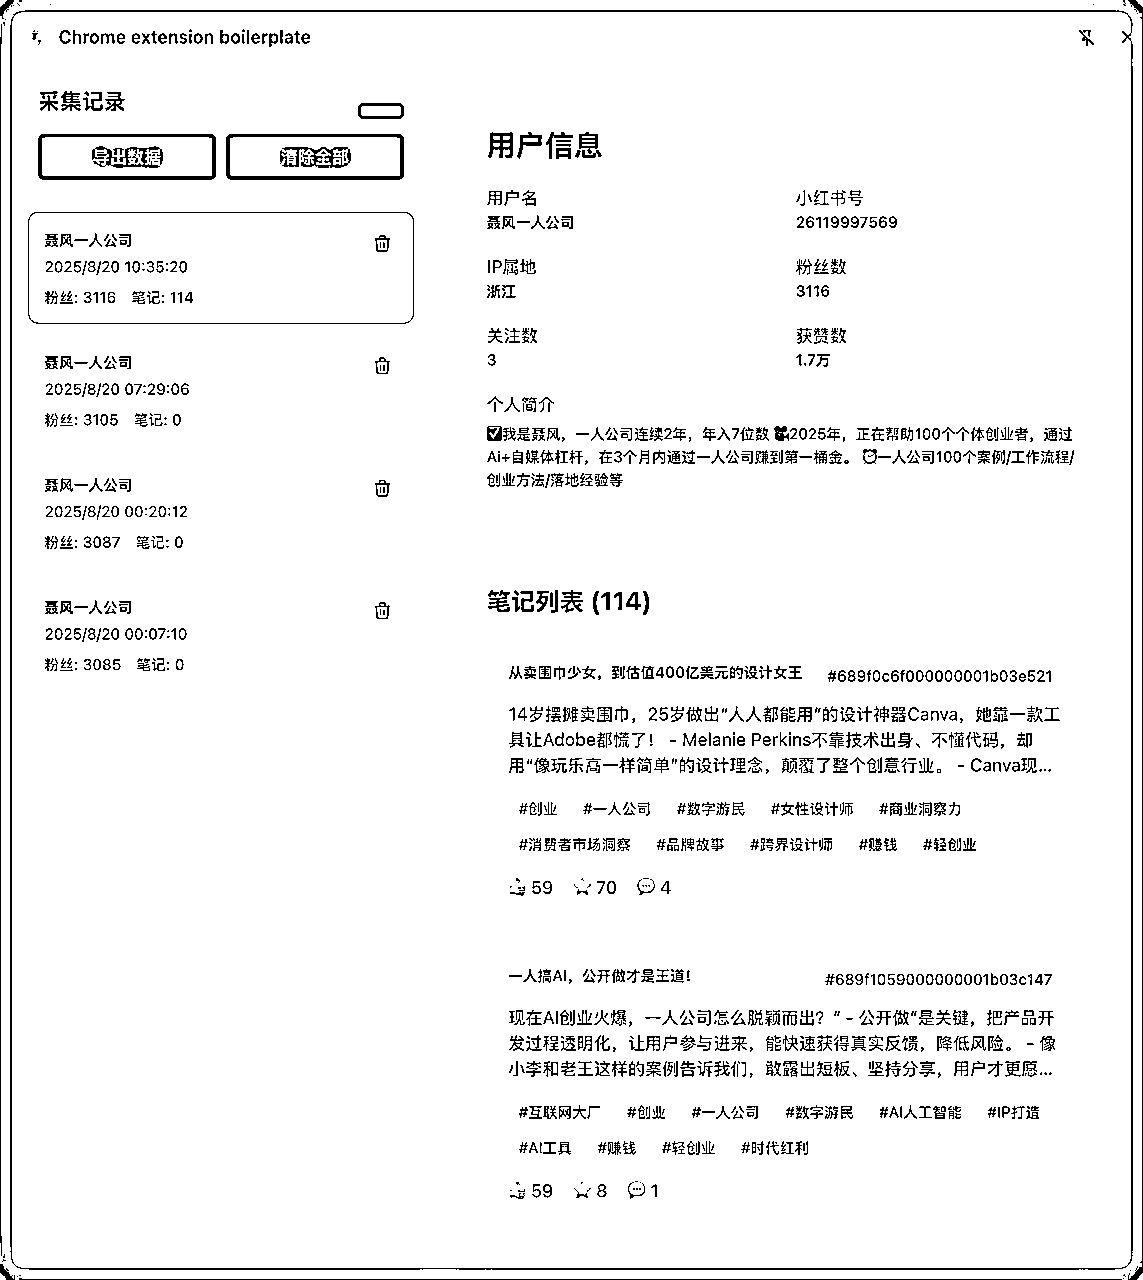 Chrome extension boilerplate
采集记录
导出数据
清除全部
聂风一人公司
2025/8/20 10:35:20
粉丝: 3116 笔记: 114
聂风一人公司
2025/8/20 07:29:06
粉丝: 3105 笔记: 0
聂风一人公司
2025/8/20 00:20:12
粉丝: 3087 笔记: 0
聂风一人公司
2025/8/20 00:07:10
粉丝: 3085 笔记: 0
用户信息
用户名
聂风一人公司
小红书号
26119997569
IP属地
浙江
粉丝数
3116
关注数
3
获赞数
1.7万
个人简介
✅我是聂风，一人公司连续2年，年入7位数 2025年，正在帮助100个个体创业者，通过
Ai+自媒体杠杆，在3个月内通过一人公司赚到第一桶金。 ⏰一人公司100个案例/工作流程/
创业方法/落地经验等
笔记列表 (114)
从卖围巾少女，到估值400亿美元的设计女王
#689f0c6f000000001b03e521
14岁摆摊卖围巾，25岁做出“人人都能用”的设计神器Canva，她靠一款工
具让Adobe都慌了！ - Melanie Perkins不靠技术出身、不懂代码，却
用“像玩乐高一样简单”的设计理念，颠覆了整个创意行业。 - Canva现...
#创业 #一人公司 #数字游民 #女性设计师 #商业洞察力
#消费者市场洞察 #品牌故事 #跨界设计师 #赚钱 #轻创业
59 70 4
一人搞AI，公开做才是王道！
#689f1059000000001b03c147
现在AI创业火爆，一人公司怎么脱颖而出？” - 公开做“是关键，把产品开
发过程透明化，让用户参与进来，能快速获得真实反馈，降低风险。 - 像
小李和老王这样的案例告诉我们，敢露出短板、坚持分享，用户才更愿...
#互联网大厂 #创业 #一人公司 #数字游民 #AI人工智能 #IP打造
#AI工具 #赚钱 #轻创业 #时代红利
59 8 1